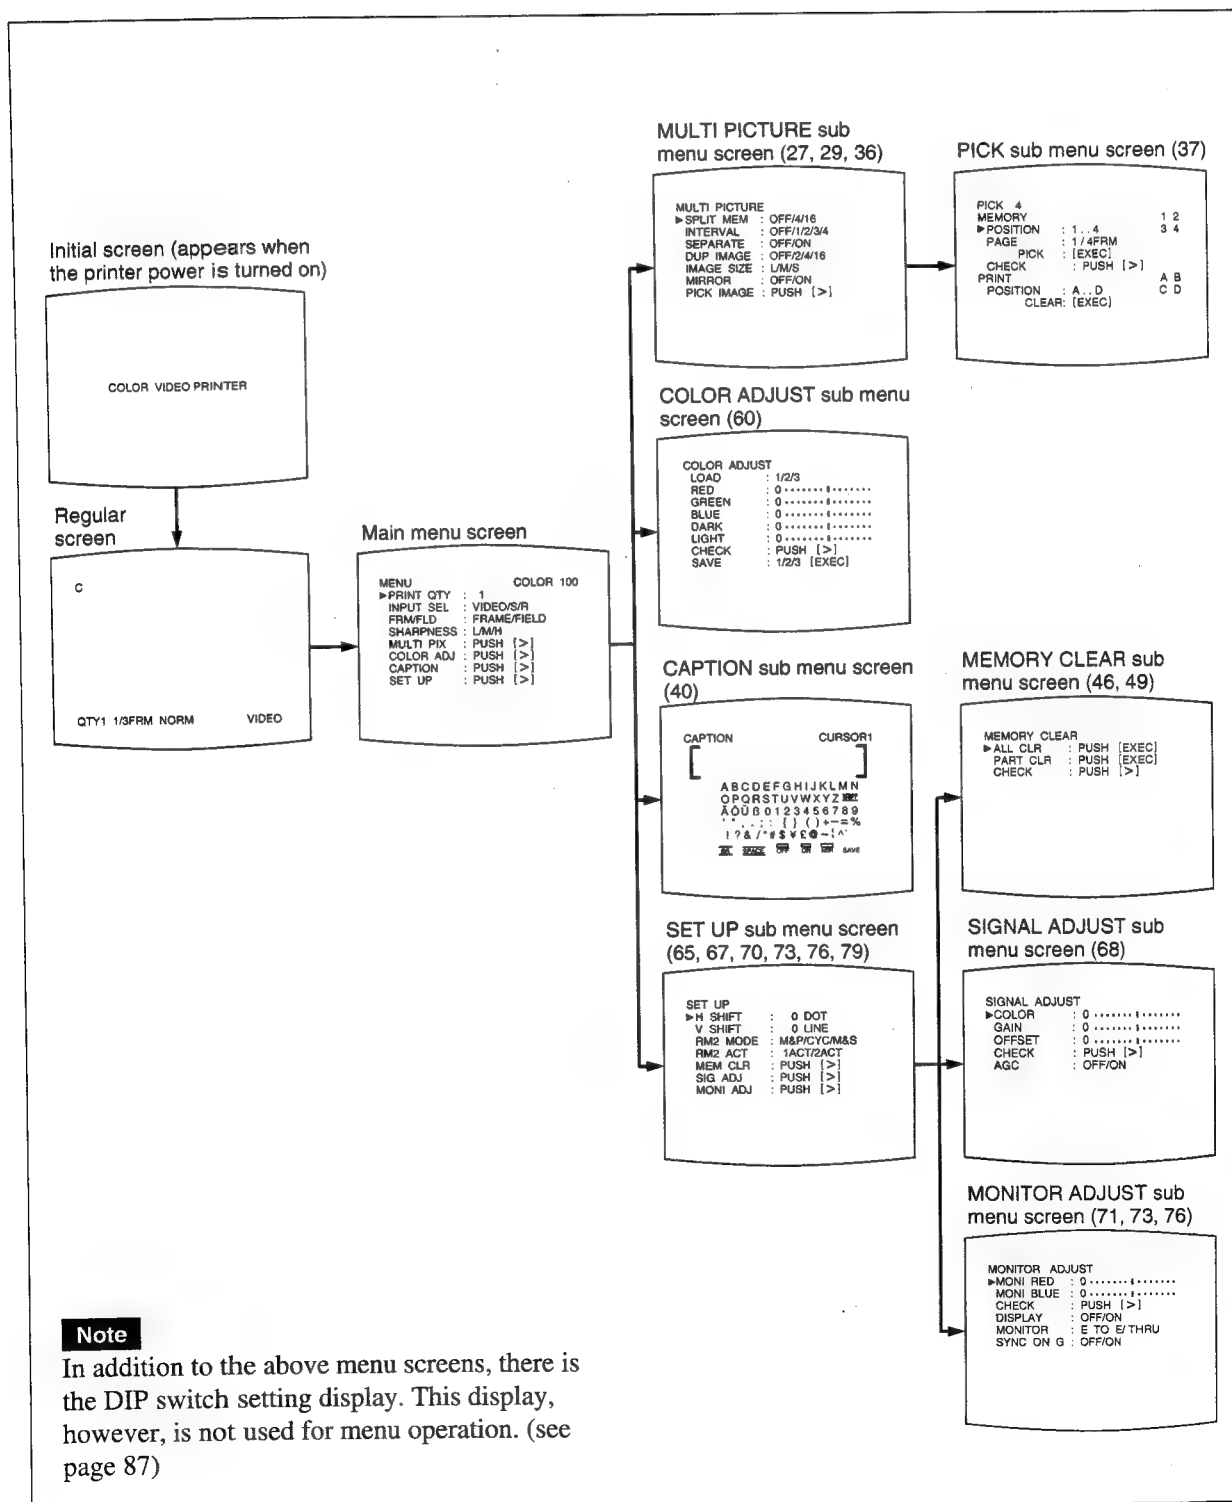 Initial screen (appears when
the printer power is turned on)
COLOR VIDEO PRINTER
Regular
screen
C
QTY1 1/3FRM NORM VIDEO
Main menu screen
MENU COLOR 100
►PRINT QTY : 1
INPUT SEL : VIDEO/S/R
FRM/FLD : FRAME/FIELD
SHARPNESS : L/M/H
MULTI PIX : PUSH [>]
COLOR ADJ : PUSH [>]
CAPTION : PUSH [>]
SET UP : PUSH [>]
MULTI PICTURE sub
menu screen (27, 29, 36)
MULTI PICTURE
►SPLIT MEM : OFF/4/16
INTERVAL : OFF/1/2/3/4
SEPARATE : OFF/ON
DUP IMAGE : OFF/2/4/16
IMAGE SIZE : L/M/S
MIRROR : OFF/ON
PICK IMAGE : PUSH [>]
PICK sub menu screen (37)
PICK 4
MEMORY 1 2
►POSITION : 1..4 3 4
PAGE : 1/4FRM
PICK : [EXEC]
CHECK : PUSH [>]
PRINT A B
POSITION : A..D C D
CLEAR: [EXEC]
COLOR ADJUST sub menu
screen (60)
COLOR ADJUST
LOAD : 1/2/3
RED : 0 ·······ı·······
GREEN : 0 ·······ı·······
BLUE : 0 ·······ı·······
DARK : 0 ·······ı·······
LIGHT : 0 ·······ı·······
CHECK : PUSH [>]
SAVE : 1/2/3 [EXEC]
CAPTION sub menu screen
(40)
CAPTION CURSOR1
[ ]
A B C D E F G H I J K L M N
O P Q R S T U V W X Y Z
Ä Ö Ü ß 0 1 2 3 4 5 6 7 8 9
' " , . ; : [ ] ( ) + − = %
! ? & / * # $ ¥ £ @ ~ ¦ ^ `
SPACE OFF SAVE
SET UP sub menu screen
(65, 67, 70, 73, 76, 79)
SET UP
►H SHIFT : 0 DOT
V SHIFT : 0 LINE
RM2 MODE : M&P/CYC/M&S
RM2 ACT : 1ACT/2ACT
MEM CLR : PUSH [>]
SIG ADJ : PUSH [>]
MONI ADJ : PUSH [>]
MEMORY CLEAR sub
menu screen (46, 49)
MEMORY CLEAR
►ALL CLR : PUSH [EXEC]
PART CLR : PUSH [EXEC]
CHECK : PUSH [>]
SIGNAL ADJUST sub
menu screen (68)
SIGNAL ADJUST
►COLOR : 0 ·······ı·······
GAIN : 0 ·······ı·······
OFFSET : 0 ·······ı·······
CHECK : PUSH [>]
AGC : OFF/ON
MONITOR ADJUST sub
menu screen (71, 73, 76)
MONITOR ADJUST
►MONI RED : 0 ·······ı·······
MONI BLUE : 0 ·······ı·······
CHECK : PUSH [>]
DISPLAY : OFF/ON
MONITOR : E TO E/THRU
SYNC ON G : OFF/ON
Note
In addition to the above menu screens, there is
the DIP switch setting display. This display,
however, is not used for menu operation. (see
page 87)